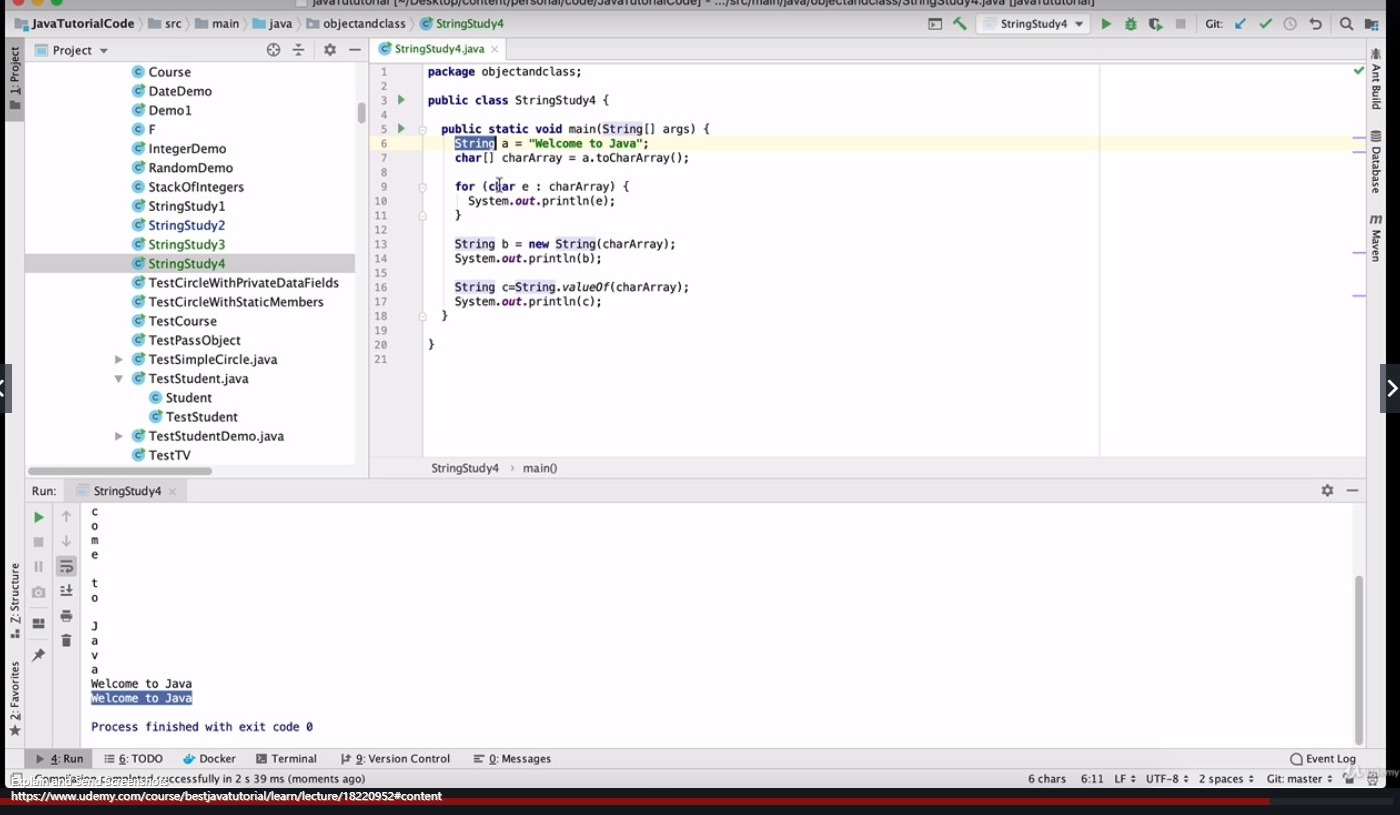 javaTututorial [~/Desktop/content/personal/code/JavaTutorialCode] - .../src/main/java/objectandclass/StringStudy4.java [javaTututorial]
JavaTutorialCode src main java objectandclass StringStudy4
StringStudy4 Git:
1: Project
Project
StringStudy4.java
Course
DateDemo
Demo1
F
IntegerDemo
RandomDemo
StackOfIntegers
StringStudy1
StringStudy2
StringStudy3
StringStudy4
TestCircleWithPrivateDataFields
TestCircleWithStaticMembers
TestCourse
TestPassObject
TestSimpleCircle.java
TestStudent.java
Student
TestStudent
TestStudentDemo.java
TestTV
1 package objectandclass;
2
3 public class StringStudy4 {
4
5 public static void main(String[] args) {
6 String a = "Welcome to Java";
7 char[] charArray = a.toCharArray();
8
9 for (char e : charArray) {
10 System.out.println(e);
11 }
12
13 String b = new String(charArray);
14 System.out.println(b);
15
16 String c=String.valueOf(charArray);
17 System.out.println(c);
18 }
19
20 }
21
StringStudy4 › main()
Ant Build
Database
m Maven
Run: StringStudy4
c
o
m
e
t
o
J
a
v
a
Welcome to Java
Welcome to Java
Process finished with exit code 0
Z: Structure
2: Favorites
4: Run 6: TODO Docker Terminal 9: Version Control 0: Messages Event Log
Compilation completed successfully in 2 s 39 ms (moments ago) 6 chars 6:11 LF UTF-8 2 spaces Git: master
Explain and Send Screenshots
https://www.udemy.com/course/bestjavatutorial/learn/lecture/18220952#content